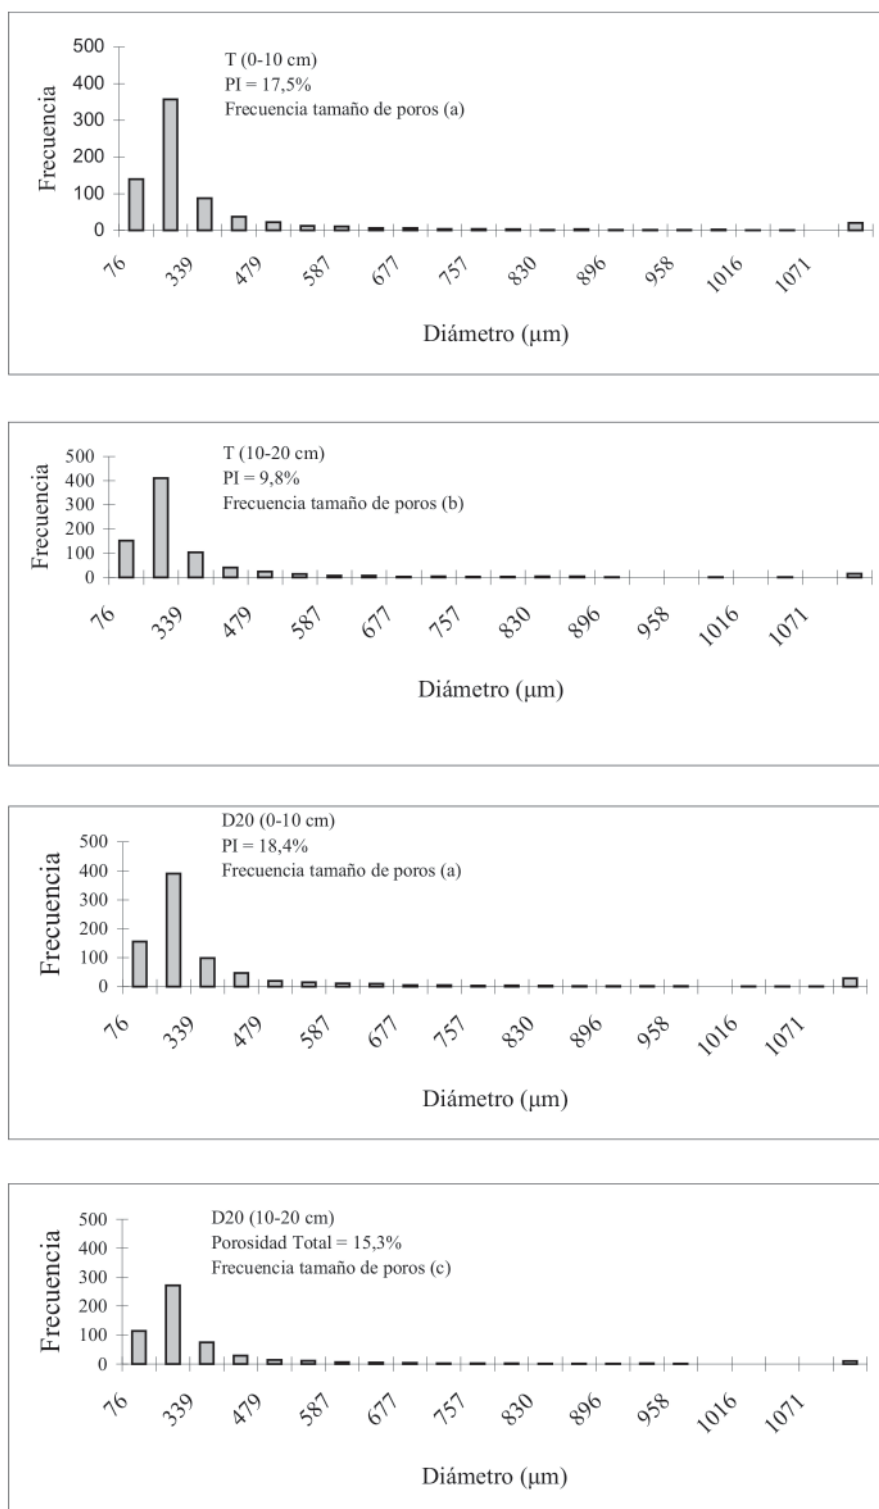 T (0-10 cm)
PI = 17,5%
Frecuencia tamaño de poros (a)
Frecuencia
500
400
300
200
100
0
76 339 479 587 677 757 830 896 958 1016 1071
Diámetro (µm)
T (10-20 cm)
PI = 9,8%
Frecuencia tamaño de poros (b)
Frecuencia
500
400
300
200
100
0
76 339 479 587 677 757 830 896 958 1016 1071
Diámetro (µm)
D20 (0-10 cm)
PI = 18,4%
Frecuencia tamaño de poros (a)
Frecuencia
500
400
300
200
100
0
76 339 479 587 677 757 830 896 958 1016 1071
Diámetro (µm)
D20 (10-20 cm)
Porosidad Total = 15,3%
Frecuencia tamaño de poros (c)
Frecuencia
500
400
300
200
100
0
76 339 479 587 677 757 830 896 958 1016 1071
Diámetro (µm)